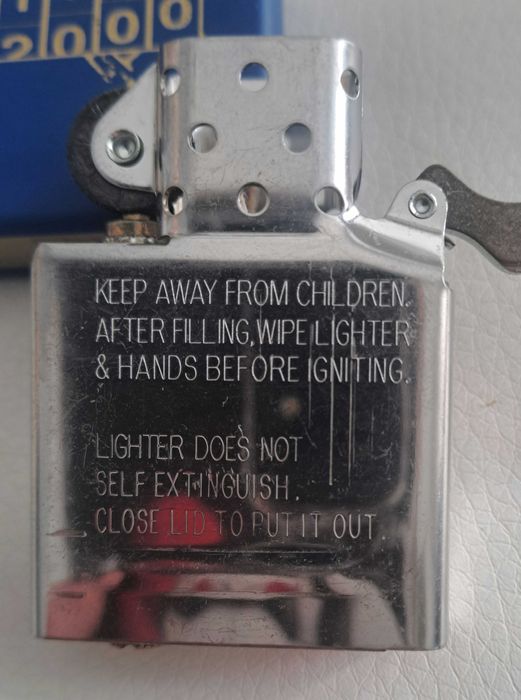 2000
KEEP AWAY FROM CHILDREN.
AFTER FILLING, WIPE LIGHTER
& HANDS BEFORE IGNITING.
LIGHTER DOES NOT
SELF EXTINGUISH.
CLOSE LID TO PUT IT OUT.